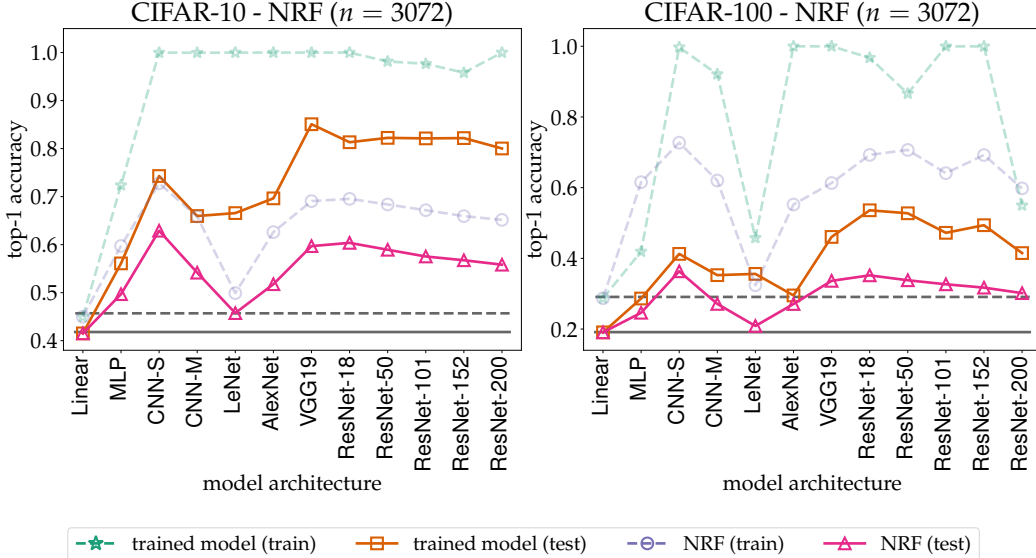 CIFAR-10 - NRF (n = 3072)
top-1 accuracy
1.0
0.9
0.8
0.7
0.6
0.5
0.4
Linear
MLP
CNN-S
CNN-M
LeNet
AlexNet
VGG19
ResNet-18
ResNet-50
ResNet-101
ResNet-152
ResNet-200
model architecture
CIFAR-100 - NRF (n = 3072)
top-1 accuracy
1.0
0.8
0.6
0.4
0.2
Linear
MLP
CNN-S
CNN-M
LeNet
AlexNet
VGG19
ResNet-18
ResNet-50
ResNet-101
ResNet-152
ResNet-200
model architecture
trained model (train) trained model (test) NRF (train) NRF (test)